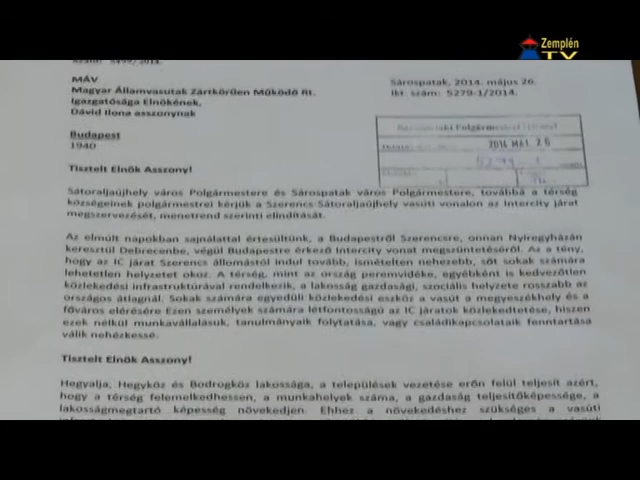 Zemplén
TV
MÁV
Magyar Államvasutak Zártkörűen Működő Rt.
Igazgatósága Elnökének,
Dávid Ilona asszonynak
Budapest
1940
Sárospatak, 2014. május 26.
Ikt. szám: 5279-1/2014.
2014 MÁJ. 26
Tisztelt Elnök Asszony!
Sátoraljaújhely város Polgármestere és Sárospatak város Polgármestere, továbbá a térség
községeinek polgármesterei kérjük a Szerencs Sátoraljaújhely vasúti vonalon az Intercity járat
megszervezését, menetrend szerinti elindítását.
Az elmúlt napokban sajnálattal értesültünk, a Budapestről Szerencsre, onnan Nyíregyházán
keresztül Debrecenbe, végül Budapestre érkező Intercity vonat megszüntetéséről. Az a tény,
hogy az IC járat Szerencs állomástól indul tovább, ismételten nehezebb, sőt sokak számára
lehetetlen helyzetet okoz. A térség, mint az ország peremvidéke, egyébként is kedvezőtlen
közlekedési infrastruktúrával rendelkezik, a lakosság gazdasági, szociális helyzete rosszabb az
országos átlagnál. Sokak számára egyedüli közlekedési eszköz a vasút a megyeszékhely és a
főváros elérésére Ezen személyek számára létfontosságú az IC járatok közlekedtetése, hiszen
ezek nélkül munkavállalásuk, tanulmányaik folytatása, vagy családikapcsolataik fenntartása
válik nehézkessé.
Tisztelt Elnök Asszony!
Hegyalja, Hegyköz és Bodrogköz lakossága, a települések vezetése erőn felül teljesít azért,
hogy a térség felemelkedhessen, a munkahelyek száma, a gazdaság teljesítőképessége, a
lakosságmegtartó képesség növekedjen. Ehhez a növekedéshez szükséges a vasúti